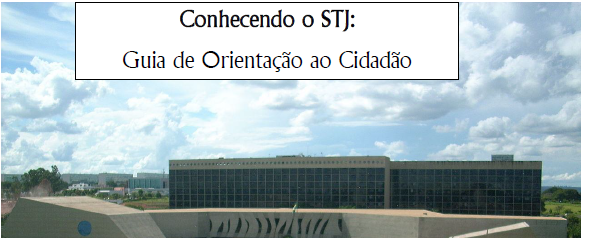 Conhecendo o STJ:
Guia de Orientação ao Cidadão